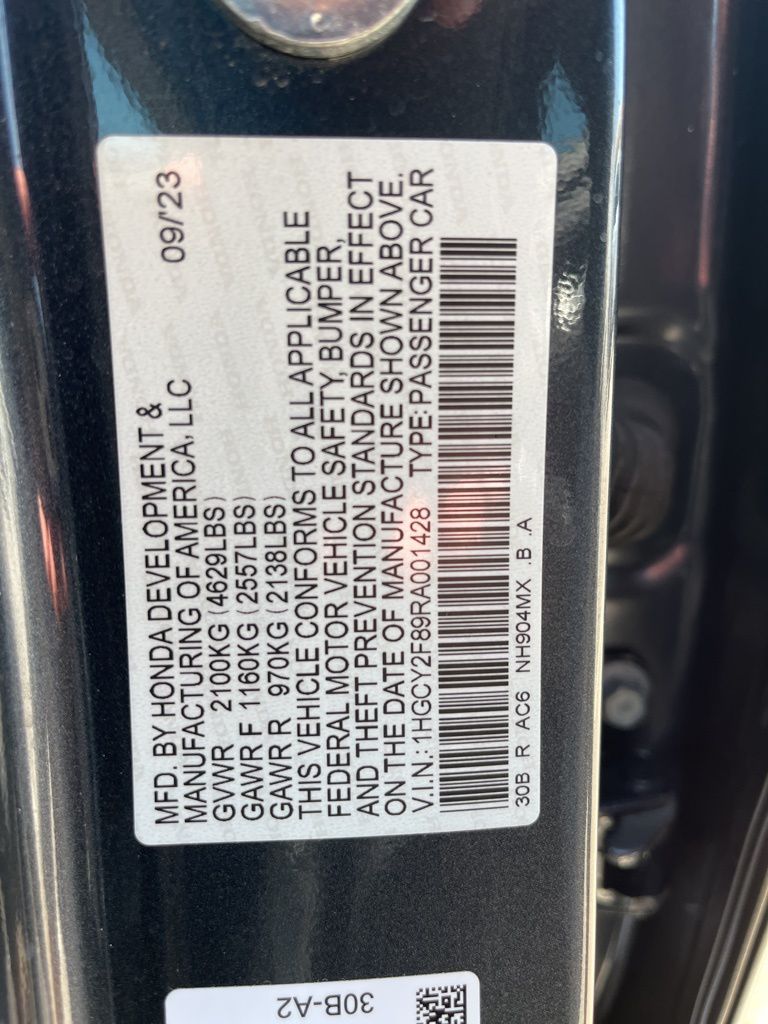 MFD. BY HONDA DEVELOPMENT &
MANUFACTURING OF AMERICA, LLC 09/'23
GVWR 2100KG (4629LBS)
GAWR F 1160KG (2557LBS)
GAWR R 970KG (2138LBS)
THIS VEHICLE CONFORMS TO ALL APPLICABLE
FEDERAL MOTOR VEHICLE SAFETY, BUMPER,
AND THEFT PREVENTION STANDARDS IN EFFECT
ON THE DATE OF MANUFACTURE SHOWN ABOVE.
V.I.N.: 1HGCY2F89RA001428 TYPE: PASSENGER CAR
30B R AC6 NH904MX .B .A
30B-A2